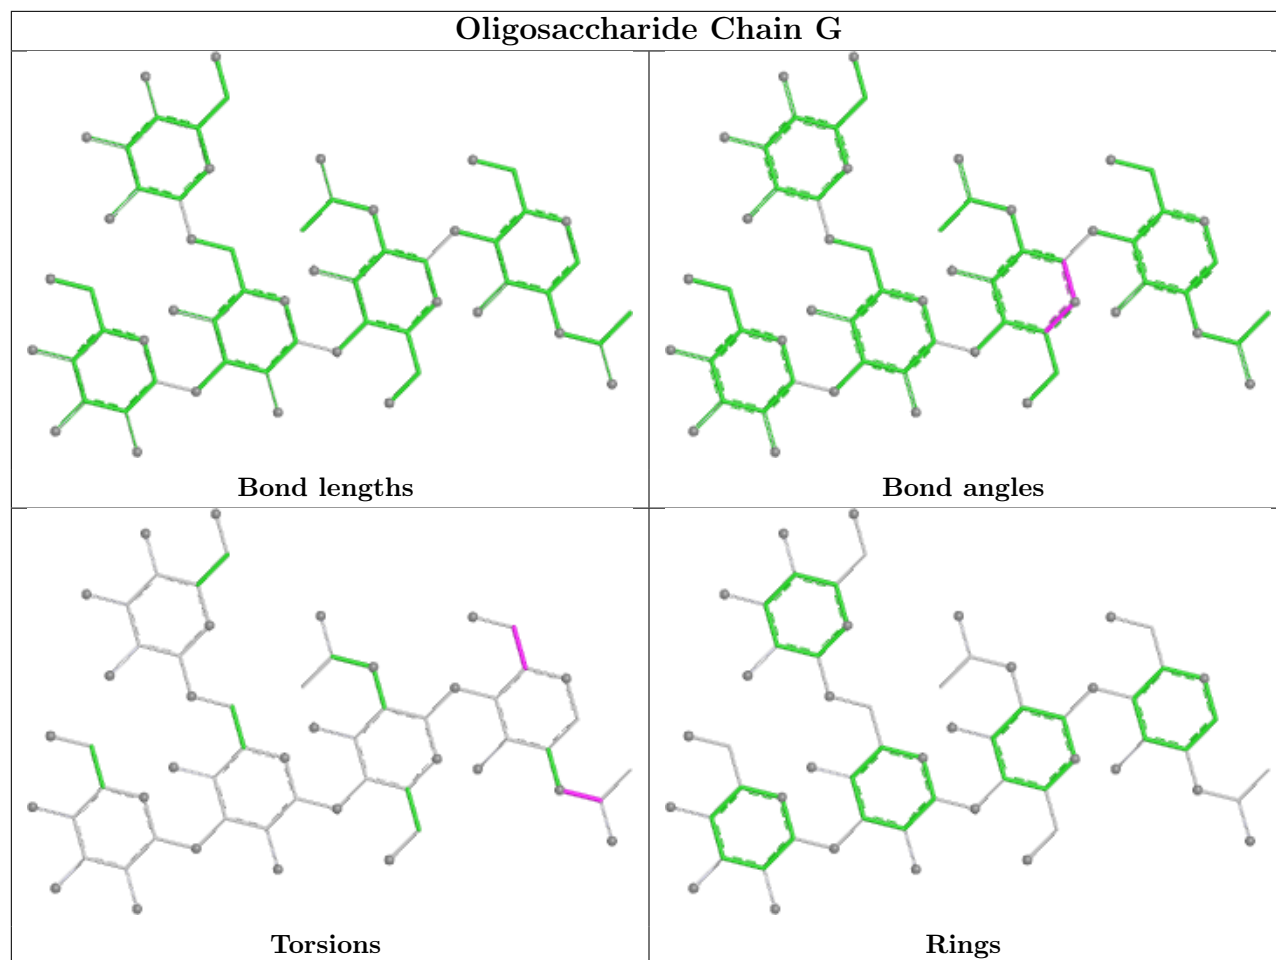 Oligosaccharide Chain G
Bond lengths
Bond angles
Torsions
Rings